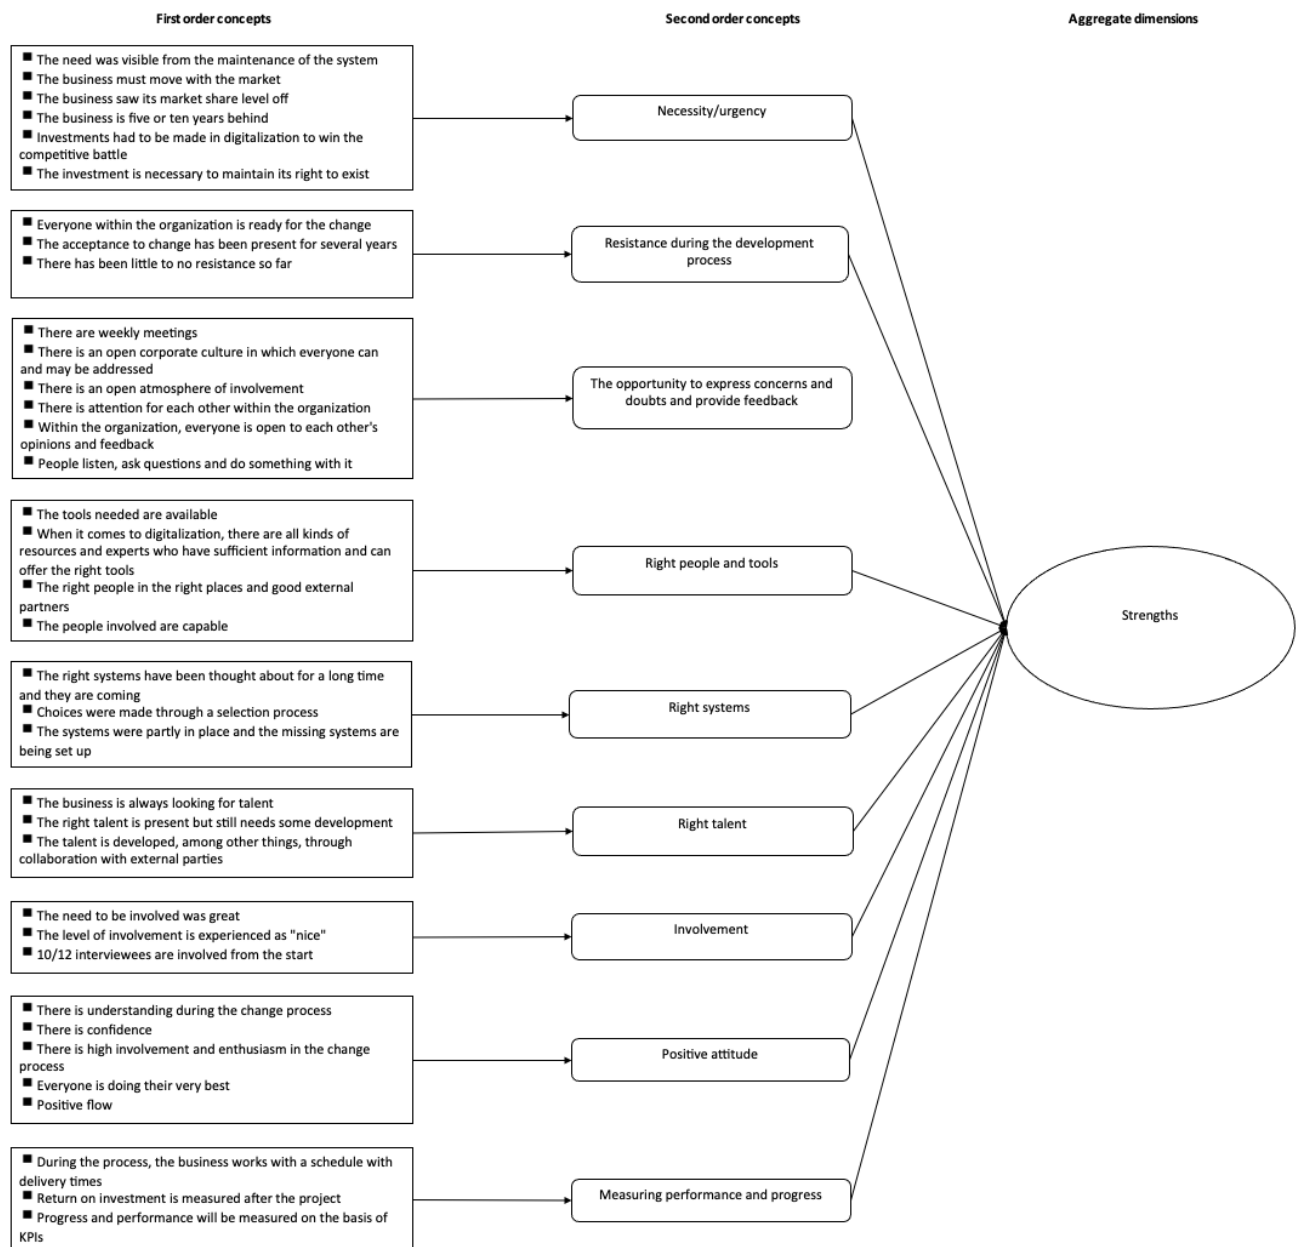 First order concepts
Second order concepts
Aggregate dimensions
■ The need was visible from the maintenance of the system
■ The business must move with the market
■ The business saw its market share level off
■ The business is five or ten years behind
■ Investments had to be made in digitalization to win the
competitive battle
■ The investment is necessary to maintain its right to exist
Necessity/urgency
■ Everyone within the organization is ready for the change
■ The acceptance to change has been present for several years
■ There has been little to no resistance so far
Resistance during the development
process
■ There are weekly meetings
■ There is an open corporate culture in which everyone can
and may be addressed
■ There is an open atmosphere of involvement
■ There is attention for each other within the organization
■ Within the organization, everyone is open to each other's
opinions and feedback
■ People listen, ask questions and do something with it
The opportunity to express concerns and
doubts and provide feedback
■ The tools needed are available
■ When it comes to digitalization, there are all kinds of
resources and experts who have sufficient information and can
offer the right tools
■ The right people in the right places and good external
partners
■ The people involved are capable
Right people and tools
Strengths
■ The right systems have been thought about for a long time
and they are coming
■ Choices were made through a selection process
■ The systems were partly in place and the missing systems are
being set up
Right systems
■ The business is always looking for talent
■ The right talent is present but still needs some development
■ The talent is developed, among other things, through
collaboration with external parties
Right talent
■ The need to be involved was great
■ The level of involvement is experienced as "nice"
■ 10/12 interviewees are involved from the start
Involvement
■ There is understanding during the change process
■ There is confidence
■ There is high involvement and enthusiasm in the change
process
■ Everyone is doing their very best
■ Positive flow
Positive attitude
■ During the process, the business works with a schedule with
delivery times
■ Return on investment is measured after the project
■ Progress and performance will be measured on the basis of
KPIs
Measuring performance and progress